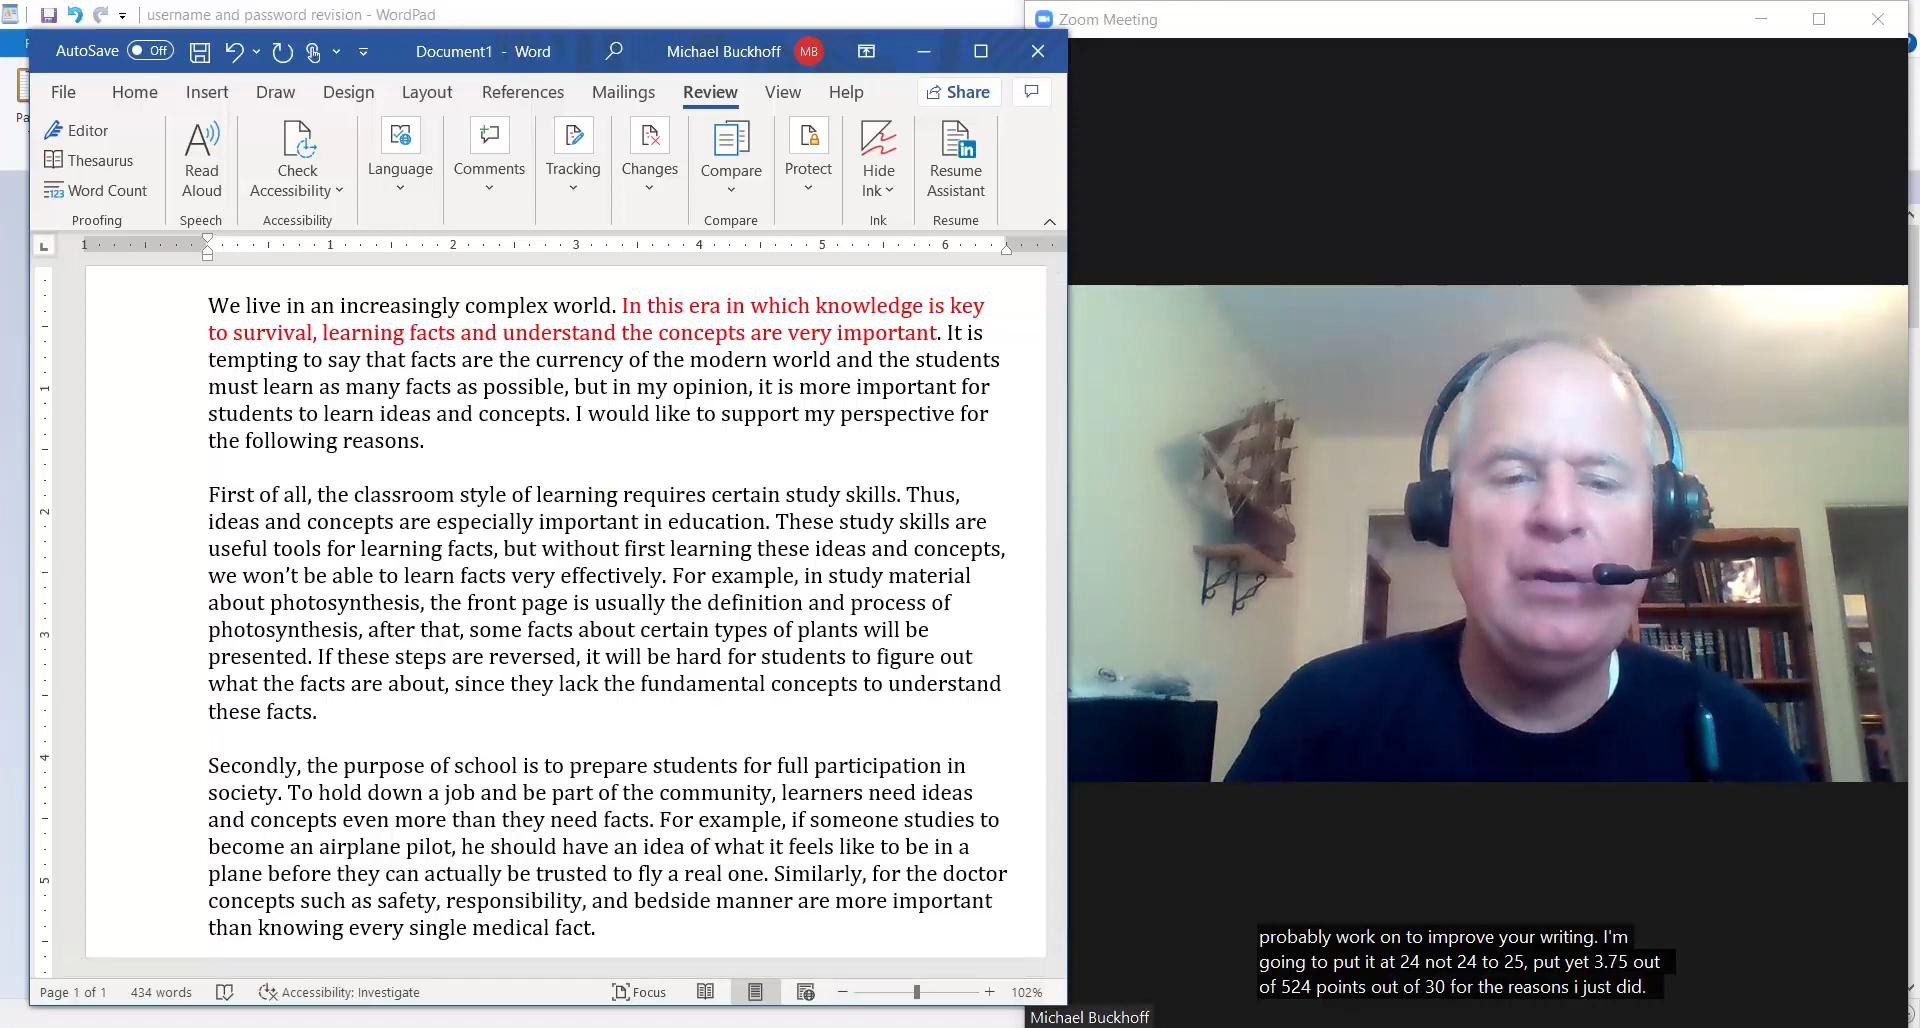 username and password revision - WordPad
Zoom Meeting
AutoSave Off Document1 - Word Michael Buckhoff MB
File Home Insert Draw Design Layout References Mailings Review View Help Share
Editor
Thesaurus
123 Word Count
Proofing
Read
Aloud
Speech
Check
Accessibility
Accessibility
Language
Comments
Tracking
Changes
Compare
Compare
Protect
Hide
Ink
Ink
in
Resume
Assistant
Resume
1 1 2 3 4 5 6
We live in an increasingly complex world. In this era in which knowledge is key
to survival, learning facts and understand the concepts are very important. It is
tempting to say that facts are the currency of the modern world and the students
must learn as many facts as possible, but in my opinion, it is more important for
students to learn ideas and concepts. I would like to support my perspective for
the following reasons.
First of all, the classroom style of learning requires certain study skills. Thus,
ideas and concepts are especially important in education. These study skills are
useful tools for learning facts, but without first learning these ideas and concepts,
we won’t be able to learn facts very effectively. For example, in study material
about photosynthesis, the front page is usually the definition and process of
photosynthesis, after that, some facts about certain types of plants will be
presented. If these steps are reversed, it will be hard for students to figure out
what the facts are about, since they lack the fundamental concepts to understand
these facts.
Secondly, the purpose of school is to prepare students for full participation in
society. To hold down a job and be part of the community, learners need ideas
and concepts even more than they need facts. For example, if someone studies to
become an airplane pilot, he should have an idea of what it feels like to be in a
plane before they can actually be trusted to fly a real one. Similarly, for the doctor
concepts such as safety, responsibility, and bedside manner are more important
than knowing every single medical fact.
1
2
3
4
5
Page 1 of 1 434 words Accessibility: Investigate Focus 102%
probably work on to improve your writing. I'm
going to put it at 24 not 24 to 25, put yet 3.75 out
of 524 points out of 30 for the reasons i just did.
Michael Buckhoff